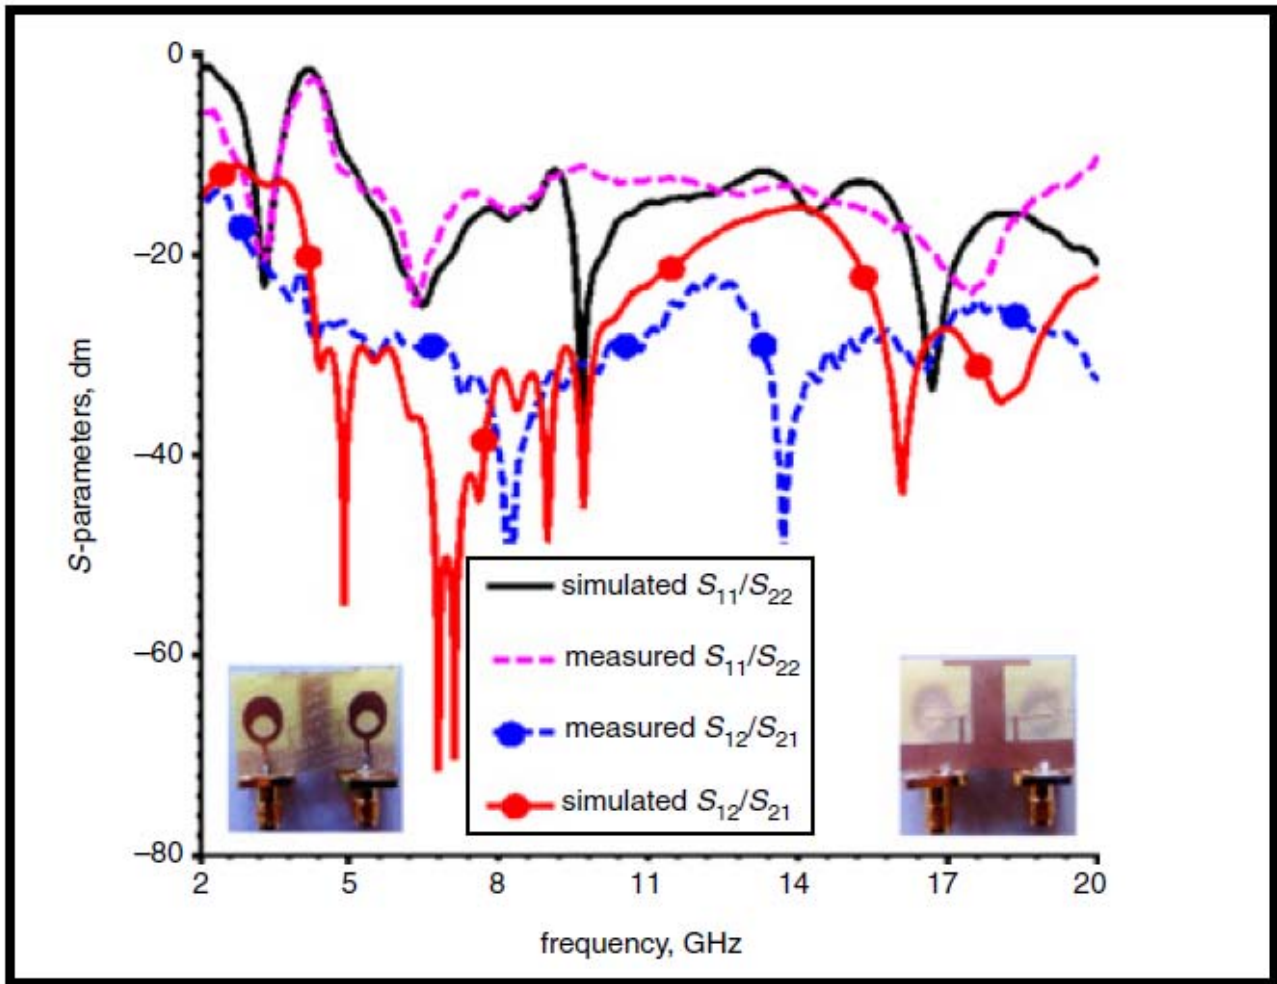 0
−20
−40
−60
−80
S-parameters, dm
simulated S₁₁/S₂₂
measured S₁₁/S₂₂
measured S₁₂/S₂₁
simulated S₁₂/S₂₁
2 5 8 11 14 17 20
frequency, GHz